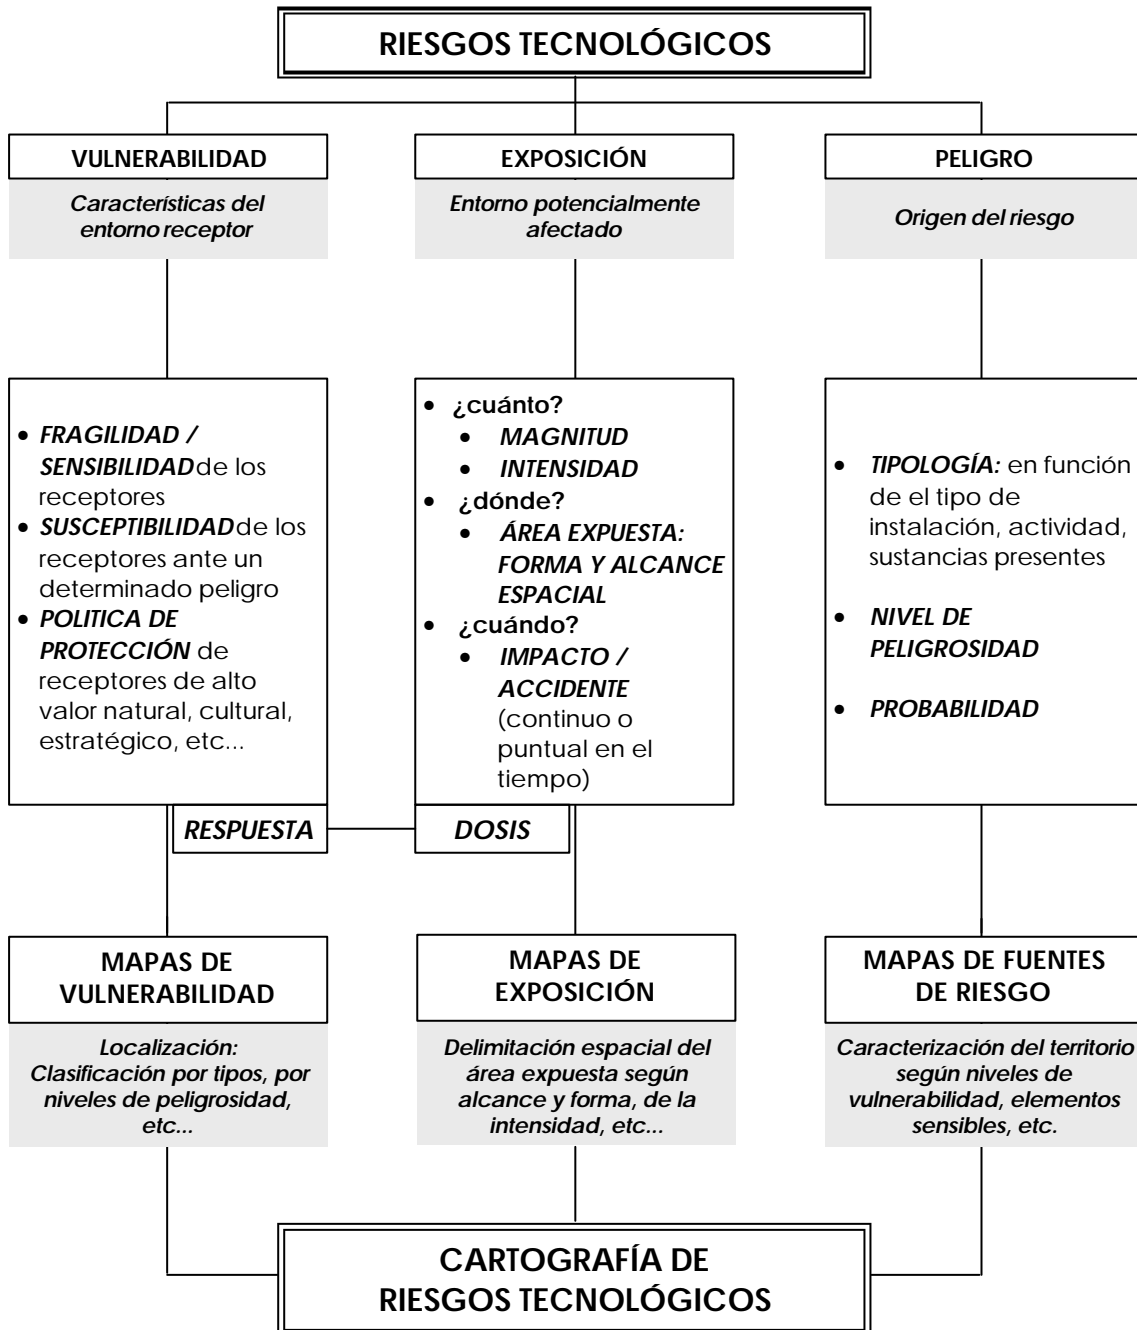 RIESGOS TECNOLÓGICOS
VULNERABILIDAD
Características del
entorno receptor
EXPOSICIÓN
Entorno potencialmente
afectado
PELIGRO
Origen del riesgo
• FRAGILIDAD /
SENSIBILIDAD de los
receptores
• SUSCEPTIBILIDAD de los
receptores ante un
determinado peligro
• POLITICA DE
PROTECCIÓN de
receptores de alto
valor natural, cultural,
estratégico, etc...
• ¿cuánto?
• MAGNITUD
• INTENSIDAD
• ¿dónde?
• ÁREA EXPUESTA:
FORMA Y ALCANCE
ESPACIAL
• ¿cuándo?
• IMPACTO /
ACCIDENTE
(continuo o
puntual en el
tiempo)
• TIPOLOGÍA: en función
de el tipo de
instalación, actividad,
sustancias presentes
• NIVEL DE
PELIGROSIDAD
• PROBABILIDAD
RESPUESTA
DOSIS
MAPAS DE
VULNERABILIDAD
Localización:
Clasificación por tipos, por
niveles de peligrosidad,
etc...
MAPAS DE
EXPOSICIÓN
Delimitación espacial del
área expuesta según
alcance y forma, de la
intensidad, etc...
MAPAS DE FUENTES
DE RIESGO
Caracterización del territorio
según niveles de
vulnerabilidad, elementos
sensibles, etc.
CARTOGRAFÍA DE
RIESGOS TECNOLÓGICOS